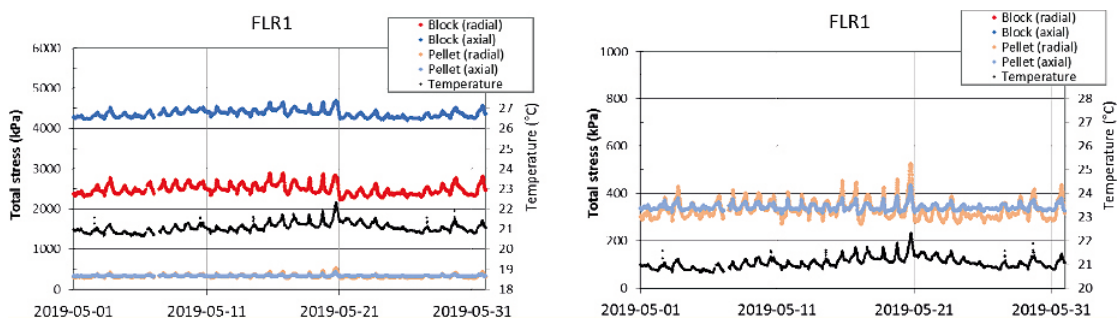 FLR1
Block (radial)
Block (axial)
Pellet (radial)
Pellet (axial)
Temperature
Total stress (kPa)
6000
5000
4000
3000
2000
1000
0
27
26
25
24
23
22
21
20
19
18
Temperature (°C)
2019-05-01
2019-05-11
2019-05-21
2019-05-31
FLR1
Block (radial)
Block (axial)
Pellet (radial)
Pellet (axial)
Temperature
Total stress (kPa)
1000
800
600
400
200
0
28
27
26
25
24
23
22
21
20
Temperature (°C)
2019-05-01
2019-05-11
2019-05-21
2019-05-31